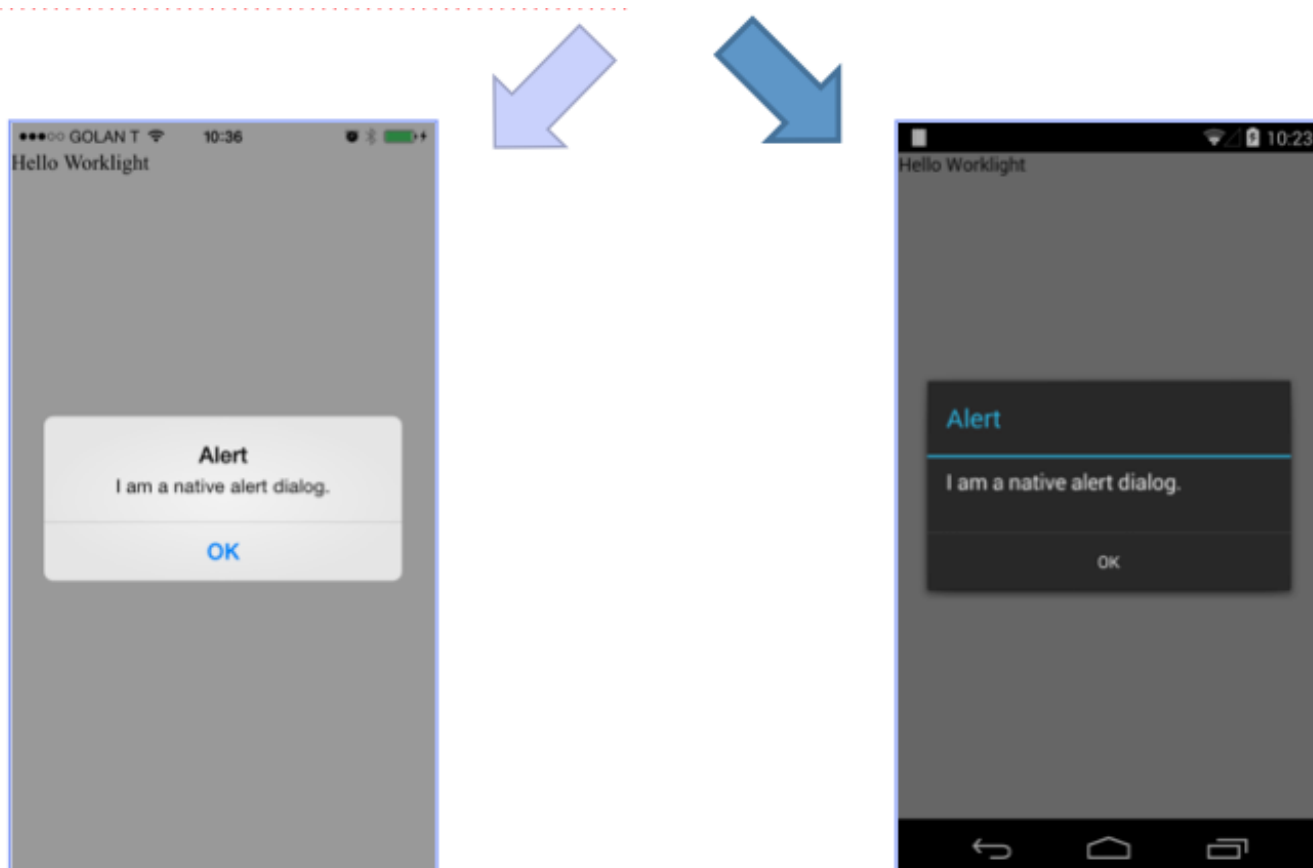 GOLAN T 10:36
Hello Worklight
Alert
I am a native alert dialog.
OK
10:23
Hello Worklight
Alert
I am a native alert dialog.
OK